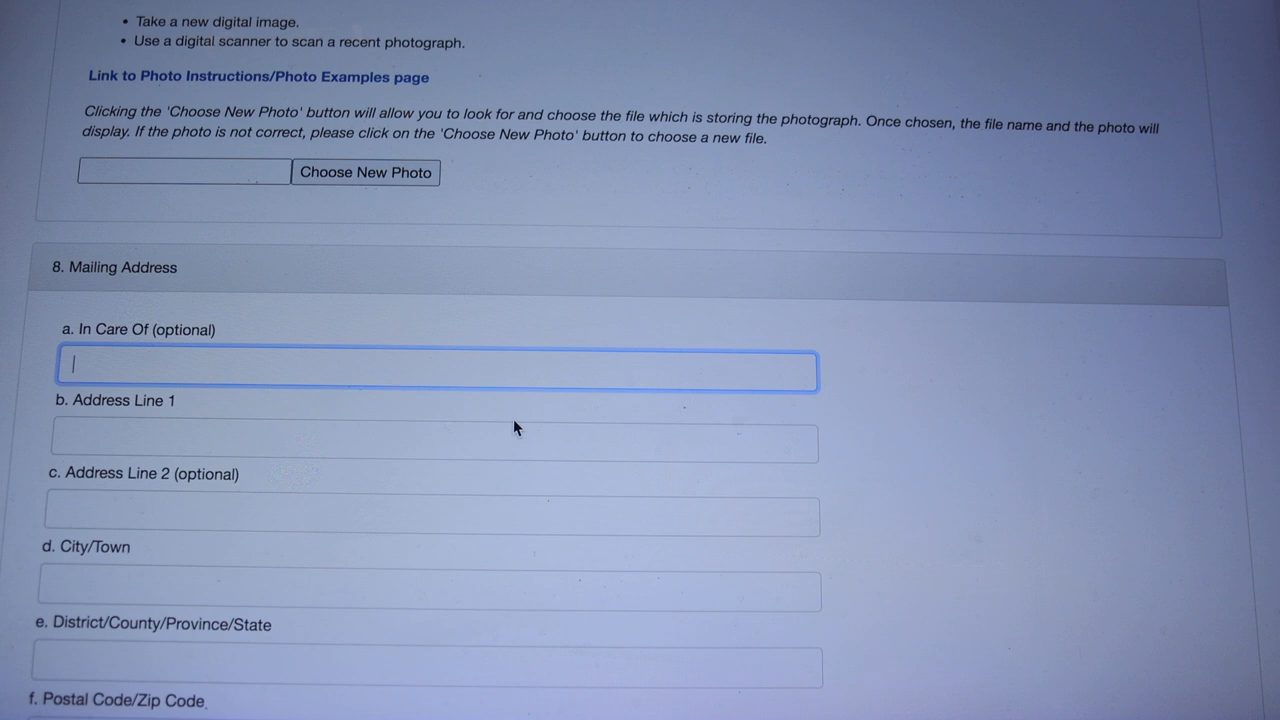 • Take a new digital image.
• Use a digital scanner to scan a recent photograph.
Link to Photo Instructions/Photo Examples page
Clicking the 'Choose New Photo' button will allow you to look for and choose the file which is storing the photograph. Once chosen, the file name and the photo will
display. If the photo is not correct, please click on the 'Choose New Photo' button to choose a new file.
Choose New Photo
8. Mailing Address
a. In Care Of (optional)
b. Address Line 1
c. Address Line 2 (optional)
d. City/Town
e. District/County/Province/State
f. Postal Code/Zip Code